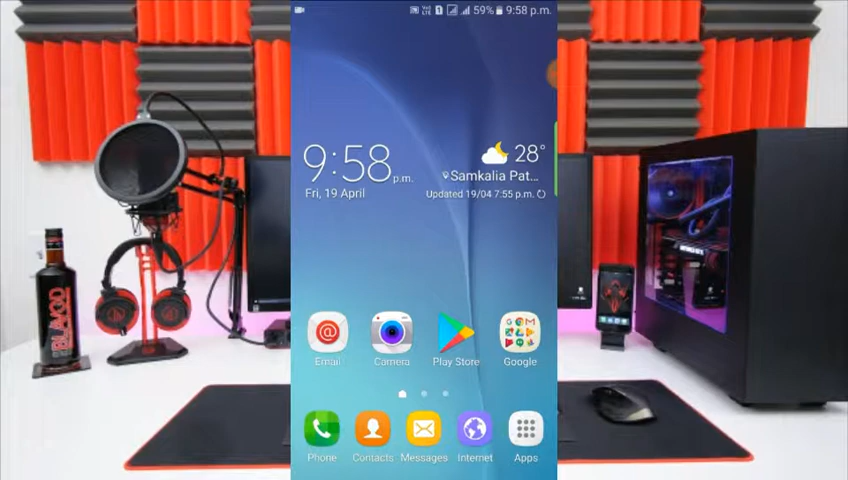 59% 9:58 p.m.
9:58 p.m.
28°
Samkalia Pat...
Fri, 19 April
Updated 19/04 7:55 p.m.
Email
Camera
Play Store
Google
Phone
Contacts
Messages
Internet
Apps